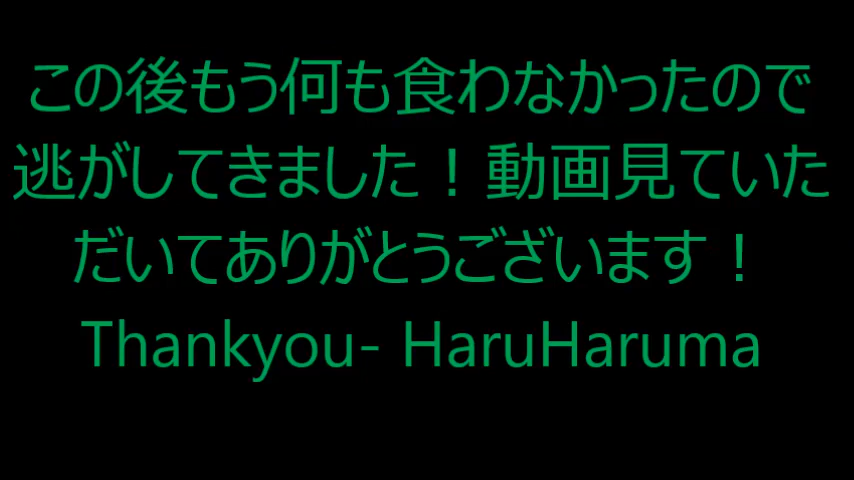 この後もう何も食わなかったので
逃がしてきました！動画見ていた
だいてありがとうございます！
Thankyou- HaruHaruma